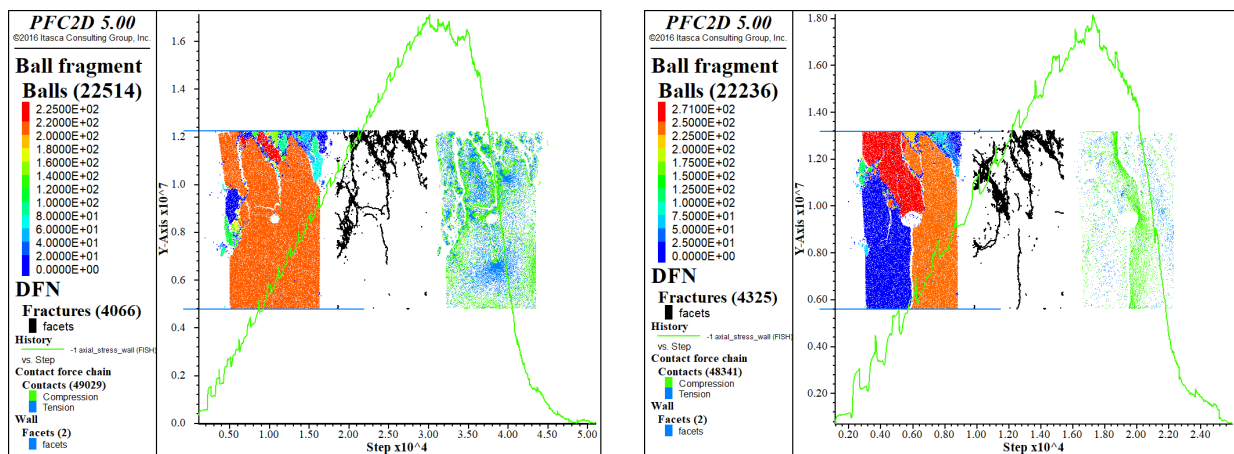 PFC2D 5.00
©2016 Itasca Consulting Group, Inc.
Ball fragment
Balls (22514)
2.2500E+02
2.2000E+02
2.0000E+02
1.8000E+02
1.6000E+02
1.4000E+02
1.2000E+02
1.0000E+02
8.0000E+01
6.0000E+01
4.0000E+01
2.0000E+01
0.0000E+00
DFN
Fractures (4066)
facets
History
-1 axial_stress_wall (FISH)
vs. Step
Contact force chain
Contacts (49029)
Compression
Tension
Wall
Facets (2)
facets
Y-Axis x10^7
1.6
1.4
1.2
1.0
0.8
0.6
0.4
0.2
0.0
0.50 1.00 1.50 2.00 2.50 3.00 3.50 4.00 4.50 5.00
Step x10^4
PFC2D 5.00
©2016 Itasca Consulting Group, Inc.
Ball fragment
Balls (22236)
2.7100E+02
2.5000E+02
2.2500E+02
2.0000E+02
1.7500E+02
1.5000E+02
1.2500E+02
1.0000E+02
7.5000E+01
5.0000E+01
2.5000E+01
0.0000E+00
DFN
Fractures (4325)
facets
History
-1 axial_stress_wall (FISH)
vs. Step
Contact force chain
Contacts (48341)
Compression
Tension
Wall
Facets (2)
facets
Y-Axis x10^7
1.80
1.60
1.40
1.20
1.00
0.80
0.60
0.40
0.20
0.20 0.40 0.60 0.80 1.00 1.20 1.40 1.60 1.80 2.00 2.20 2.40
Step x10^4